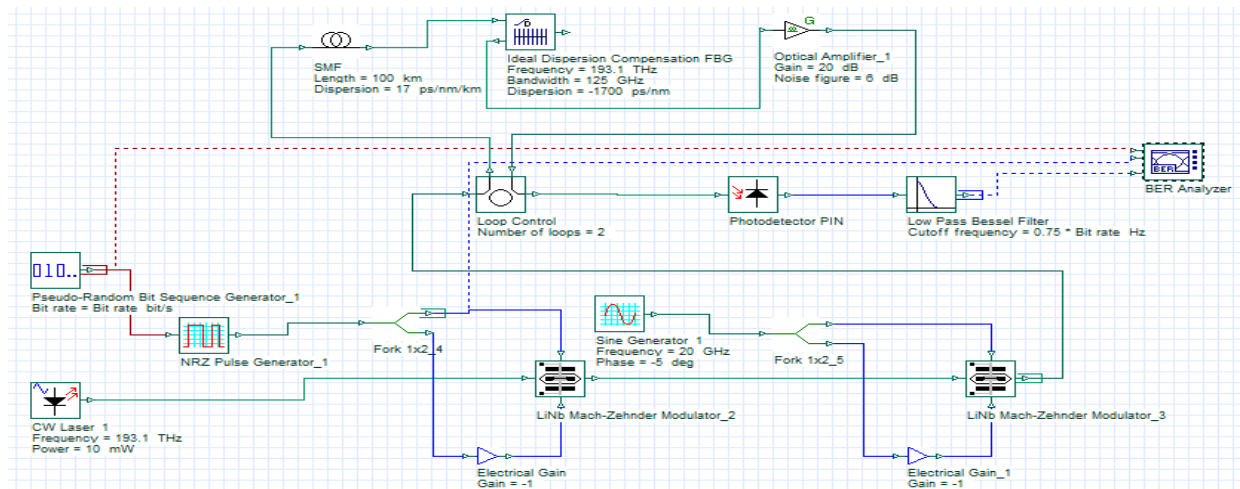 SMF
Length = 100 km
Dispersion = 17 ps/nm/km
Ideal Dispersion Compensation FBG
Frequency = 193.1 THz
Bandwidth = 125 GHz
Dispersion = -1700 ps/nm
G
Optical Amplifier_1
Gain = 20 dB
Noise figure = 6 dB
Loop Control
Number of loops = 2
Photodetector PIN
Low Pass Bessel Filter
Cutoff frequency = 0.75 * Bit rate Hz
BER
BER Analyzer
010..
Pseudo-Random Bit Sequence Generator_1
Bit rate = Bit rate bit/s
NRZ Pulse Generator_1
Fork 1x2_4
Sine Generator 1
Frequency = 20 GHz
Phase = -5 deg
Fork 1x2_5
LiNb Mach-Zehnder Modulator_2
LiNb Mach-Zehnder Modulator_3
CW Laser 1
Frequency = 193.1 THz
Power = 10 mW
Electrical Gain
Gain = -1
Electrical Gain_1
Gain = -1